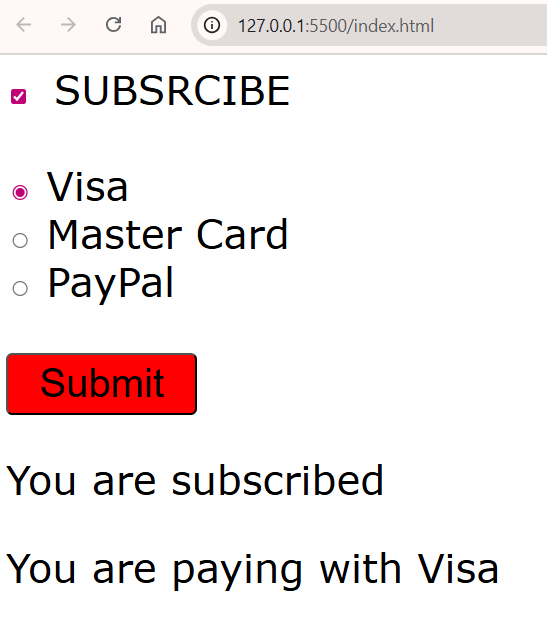 127.0.0.1:5500/index.html
SUBSRCIBE
Visa
Master Card
PayPal
Submit
You are subscribed
You are paying with Visa